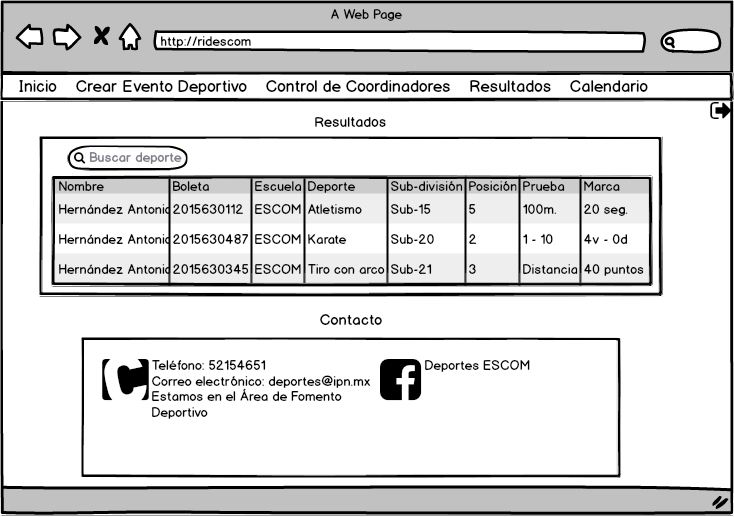 A Web Page
http://ridescom
Inicio Crear Evento Deportivo Control de Coordinadores Resultados Calendario
Resultados
Buscar deporte
Nombre Boleta Escuela Deporte Sub-división Posición Prueba Marca
Hernández Antonio 2015630112 ESCOM Atletismo Sub-15 5 100m. 20 seg.
Hernández Antonio 2015630487 ESCOM Karate Sub-20 2 1 - 10 4v - 0d
Hernández Antonio 2015630345 ESCOM Tiro con arco Sub-21 3 Distancia 40 puntos
Contacto
Teléfono: 52154651
Correo electrónico: deportes@ipn.mx
Estamos en el Área de Fomento
Deportivo
Deportes ESCOM